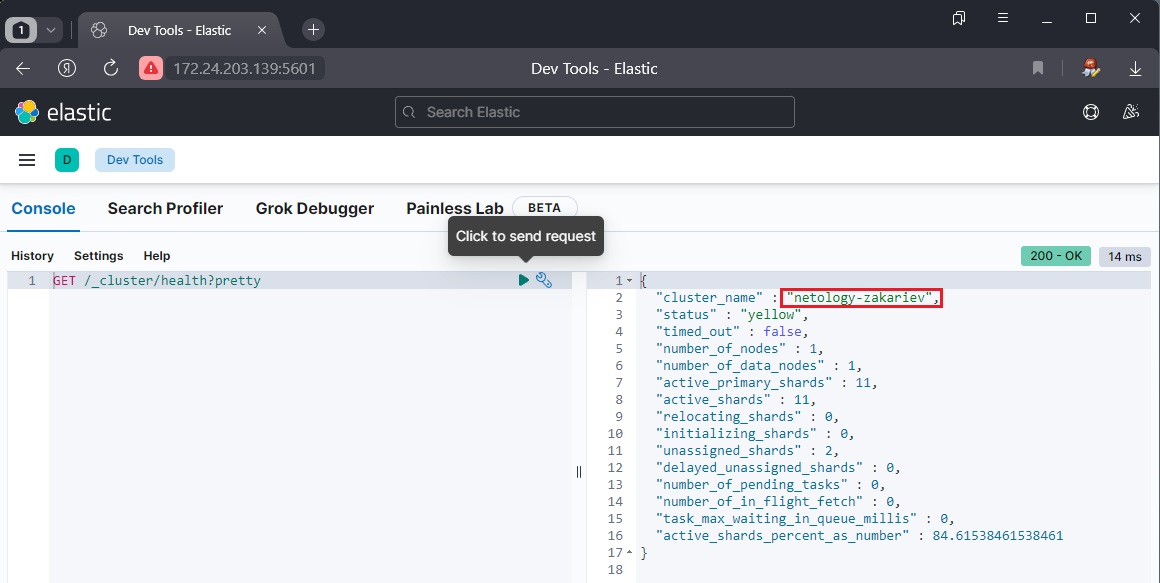 1
Dev Tools - Elastic
Я
172.24.203.139:5601
Dev Tools - Elastic
elastic
Search Elastic
D
Dev Tools
Console
Search Profiler
Grok Debugger
Painless Lab
BETA
Click to send request
History
Settings
Help
200 - OK
14 ms
1 GET /_cluster/health?pretty
1 {
2 "cluster_name" : "netology-zakariev",
3 "status" : "yellow",
4 "timed_out" : false,
5 "number_of_nodes" : 1,
6 "number_of_data_nodes" : 1,
7 "active_primary_shards" : 11,
8 "active_shards" : 11,
9 "relocating_shards" : 0,
10 "initializing_shards" : 0,
11 "unassigned_shards" : 2,
12 "delayed_unassigned_shards" : 0,
13 "number_of_pending_tasks" : 0,
14 "number_of_in_flight_fetch" : 0,
15 "task_max_waiting_in_queue_millis" : 0,
16 "active_shards_percent_as_number" : 84.61538461538461
17 }
18